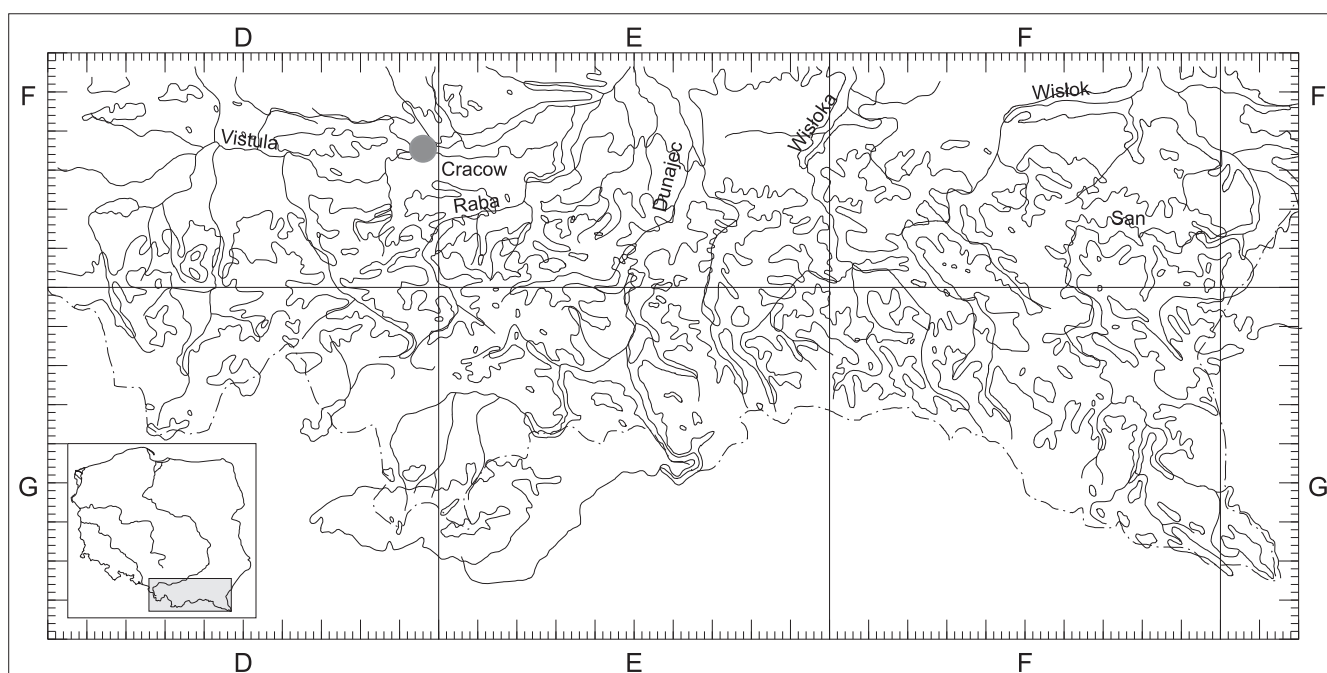 D E F
F Wisłok F
Vistula Wisłoka
Cracow Dunajec
Raba
San
G G
D E F